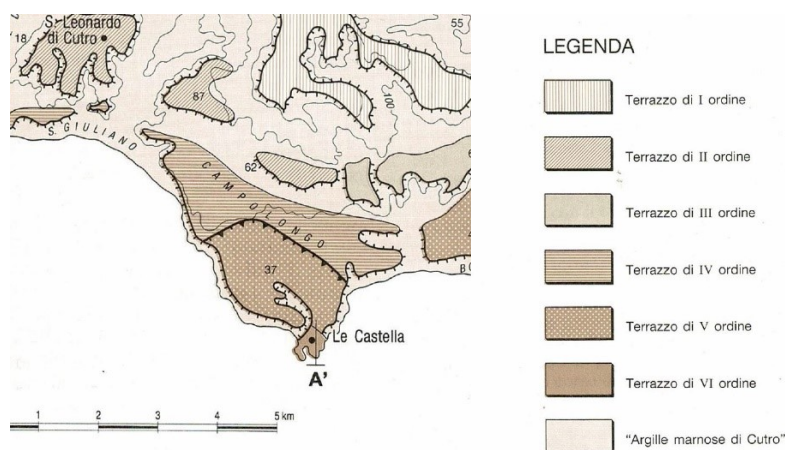 S. Leonardo
di Cutro
18
55
87
100
S. GIULIANO
62
CAMPOLONGO
37
Le Castella
A'
1 2 3 4 5 km
LEGENDA
Terrazzo di I ordine
Terrazzo di II ordine
Terrazzo di III ordine
Terrazzo di IV ordine
Terrazzo di V ordine
Terrazzo di VI ordine
"Argille marnose di Cutro"